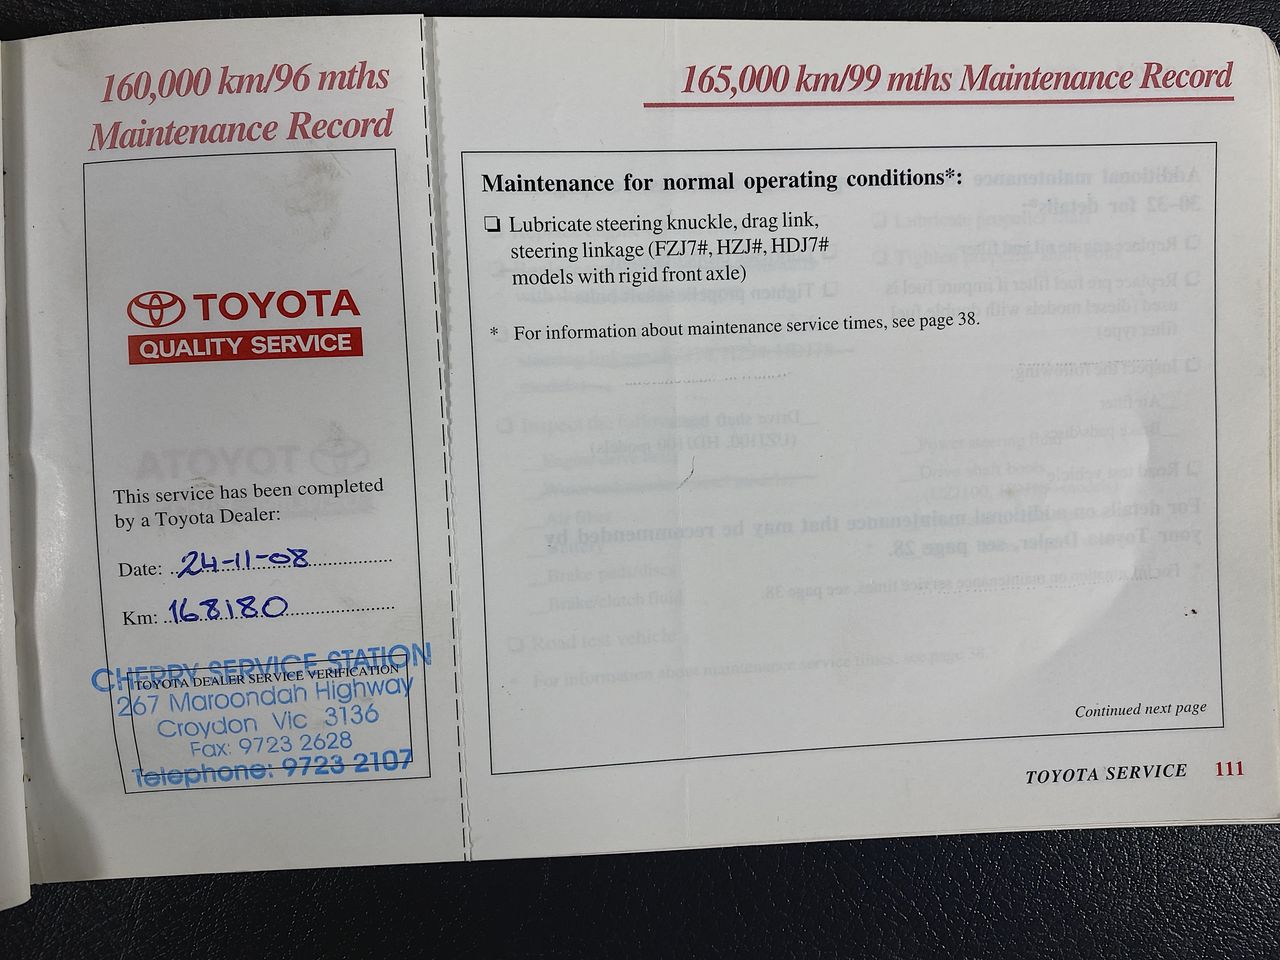 160,000 km/96 mths
Maintenance Record
TOYOTA
QUALITY SERVICE
This service has been completed
by a Toyota Dealer:
Date: 24-11-08
Km: 168180
CHERRY SERVICE STATION
TOYOTA DEALER SERVICE VERIFICATION
267 Maroondah Highway
Croydon Vic 3136
Fax: 9723 2628
Telephone: 9723 2107
165,000 km/99 mths Maintenance Record
Maintenance for normal operating conditions*:
❏ Lubricate steering knuckle, drag link,
steering linkage (FZJ7#, HZJ#, HDJ7#
models with rigid front axle)
* For information about maintenance service times, see page 38.
Continued next page
TOYOTA SERVICE 111